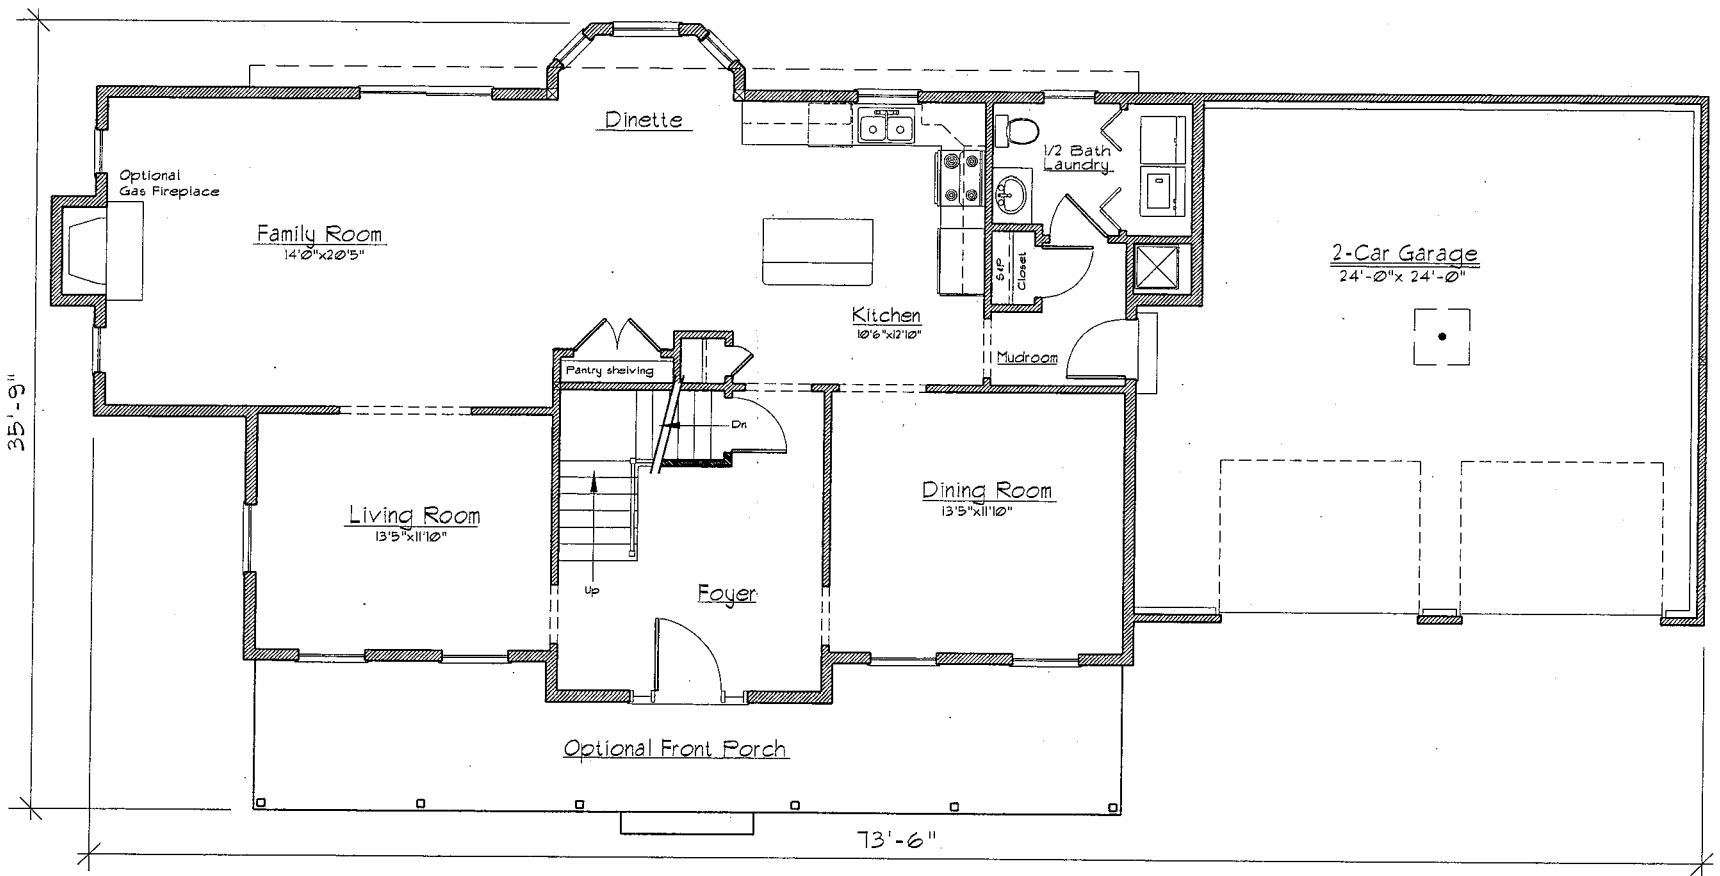 Dinette
1/2 Bath
Laundry
Optional
Gas Fireplace
Family Room
14'0"x20'5"
2-Car Garage
24'-0"x 24'-0"
S&P
Closet
Kitchen
10'6"x12'10"
Mudroom
Pantry shelving
35'-9"
Dn
Living Room
13'5"x11'10"
Dining Room
13'5"x11'10"
Up
Foyer
Optional Front Porch
73'-6"